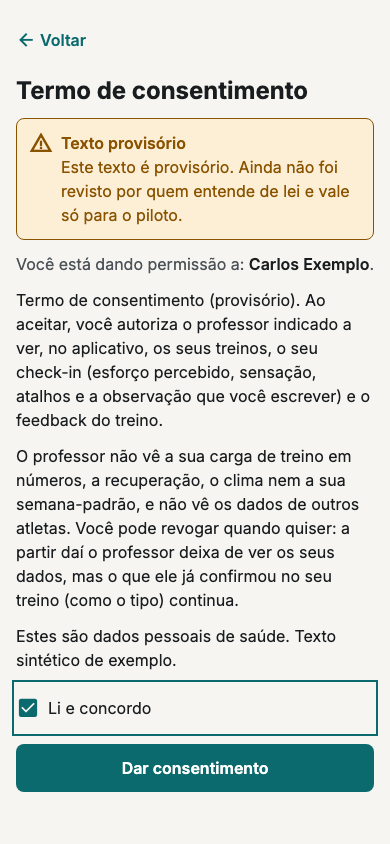 Voltar
Termo de consentimento
Texto provisório
Este texto é provisório. Ainda não foi
revisto por quem entende de lei e vale
só para o piloto.
Você está dando permissão a: Carlos Exemplo.
Termo de consentimento (provisório). Ao
aceitar, você autoriza o professor indicado a
ver, no aplicativo, os seus treinos, o seu
check-in (esforço percebido, sensação,
atalhos e a observação que você escrever) e o
feedback do treino.
O professor não vê a sua carga de treino em
números, a recuperação, o clima nem a sua
semana-padrão, e não vê os dados de outros
atletas. Você pode revogar quando quiser: a
partir daí o professor deixa de ver os seus
dados, mas o que ele já confirmou no seu
treino (como o tipo) continua.
Estes são dados pessoais de saúde. Texto
sintético de exemplo.
Li e concordo
Dar consentimento